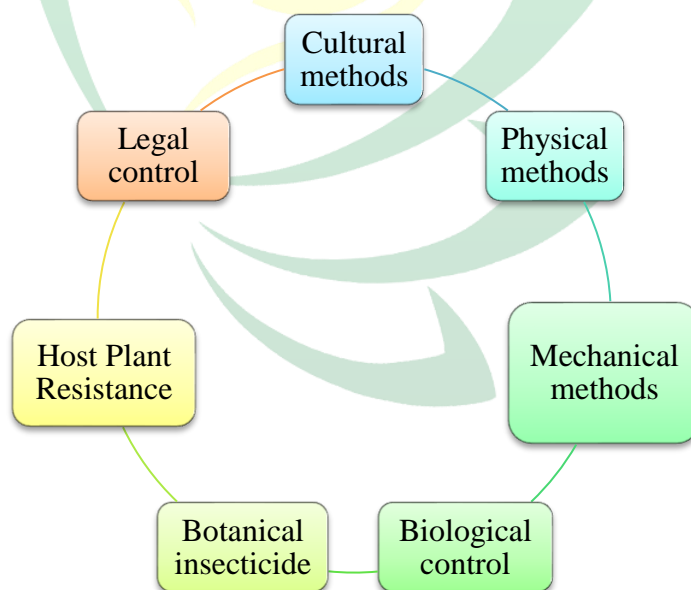 Cultural
methods
Physical
methods
Mechanical
methods
Biological
control
Botanical
insecticide
Host Plant
Resistance
Legal
control